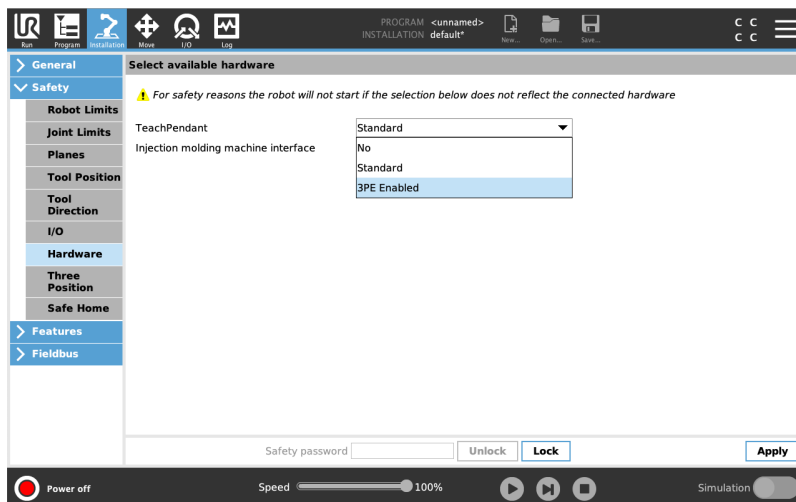 UR
PROGRAM <unnamed>
INSTALLATION default*
C C
C C
Run Program Installation Move I/O Log New... Open... Save...
General
Select available hardware
Safety
! For safety reasons the robot will not start if the selection below does not reflect the connected hardware
Robot Limits
Joint Limits
Planes
Tool Position
Tool
Direction
I/O
Hardware
Three
Position
Safe Home
Features
Fieldbus
TeachPendant Standard
Injection molding machine interface No
Standard
3PE Enabled
Safety password Unlock Lock Apply
Power off Speed 100% Simulation